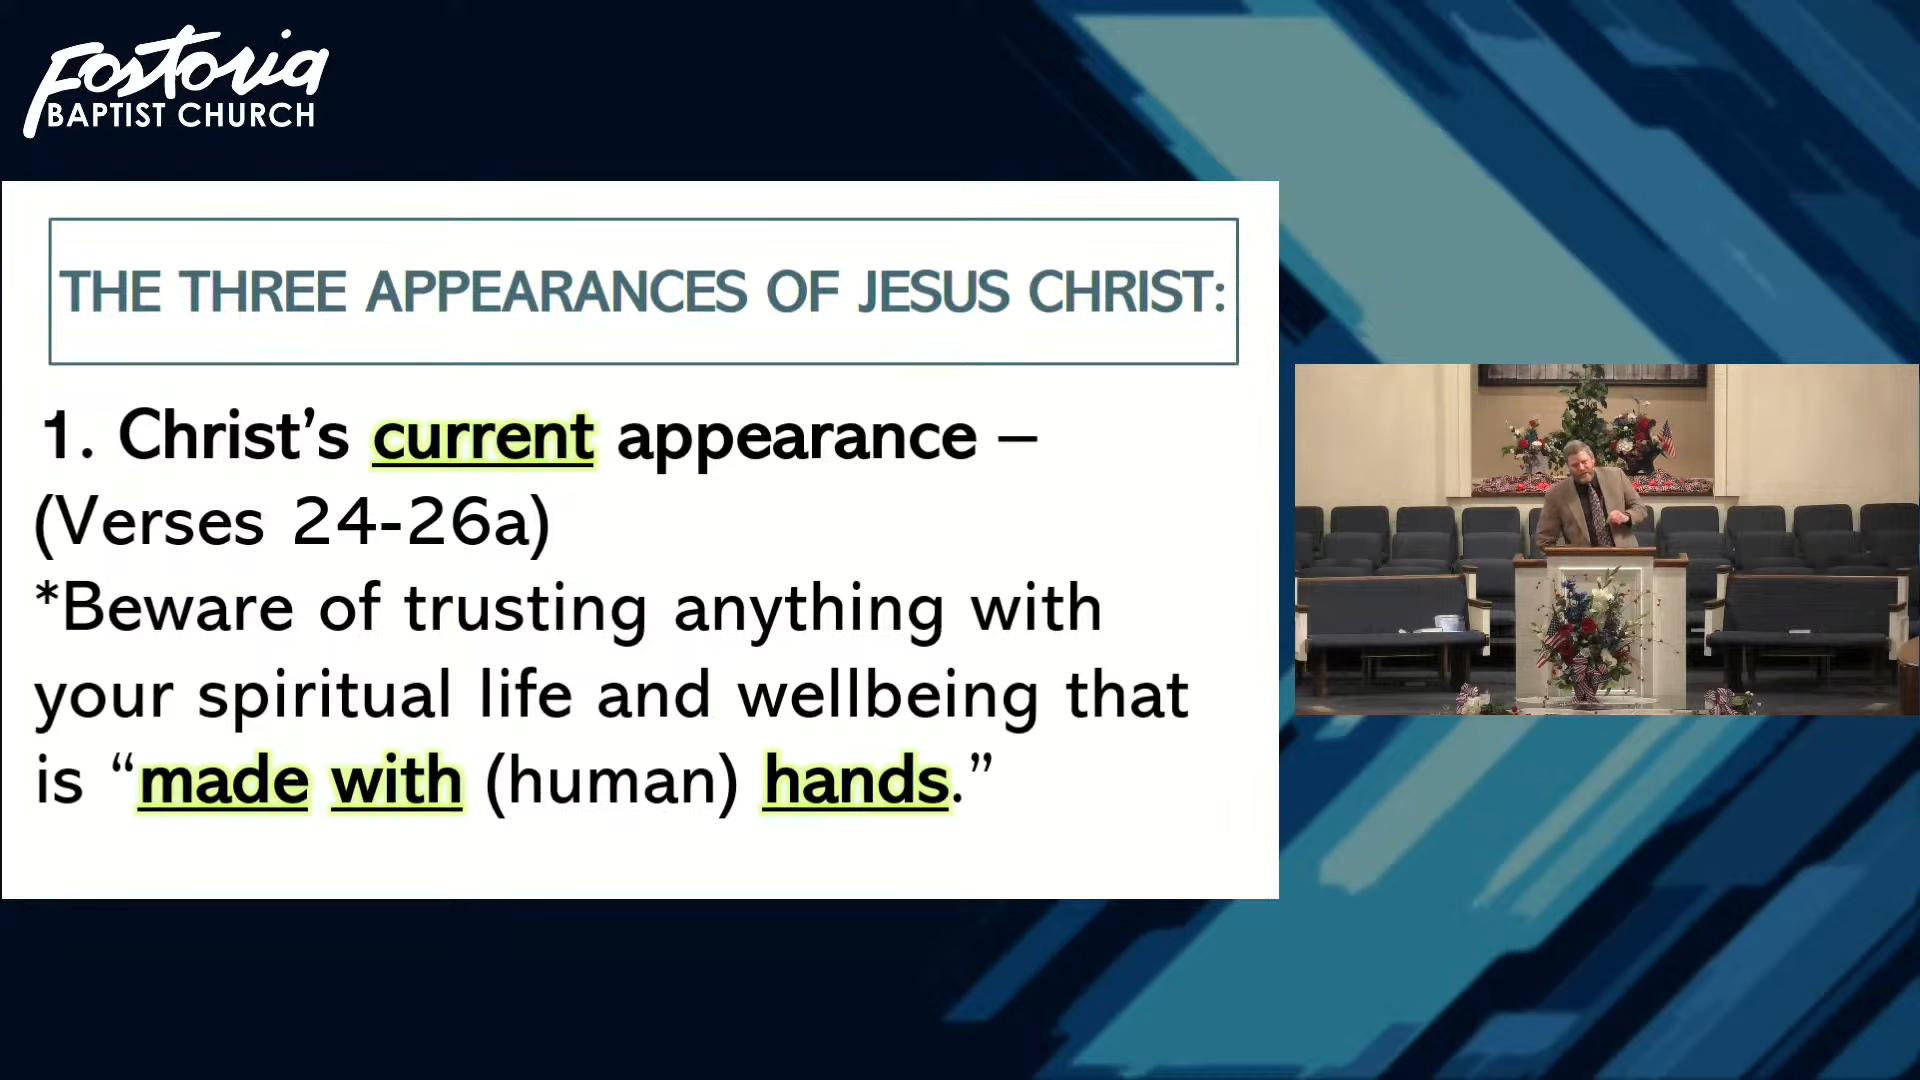 Fostoria
BAPTIST CHURCH
THE THREE APPEARANCES OF JESUS CHRIST:
1. Christ’s current appearance –
(Verses 24-26a)
*Beware of trusting anything with
your spiritual life and wellbeing that
is “made with (human) hands.”